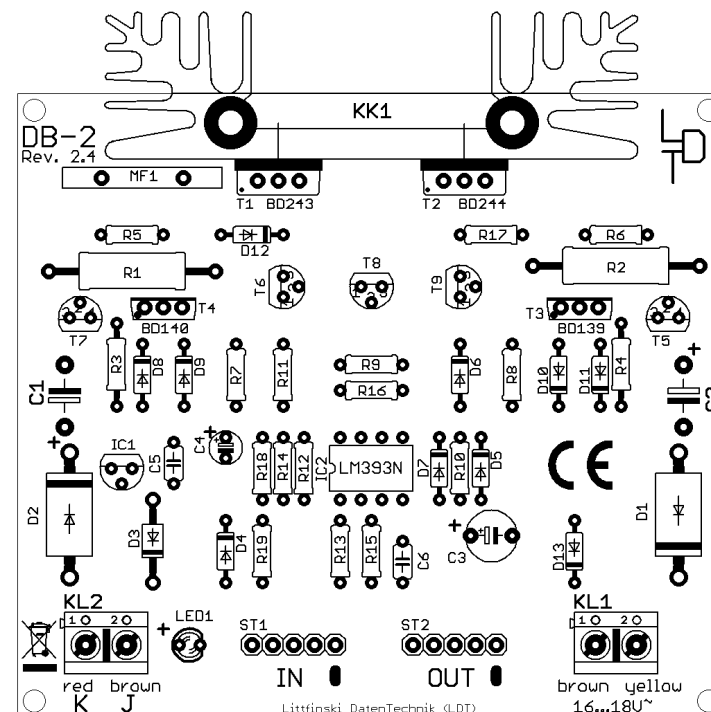 KK1
DB-2
Rev. 2.4
MF1
T1 BD243
T2 BD244
R5
D12
R17
R6
R1
T6
T8
T9
R2
T7
BD140
T4
T3
BD139
T5
R3
D8
D9
R7
R11
R9
R16
D6
R8
D10
D11
R4
C1
C2
IC1
C5
C4
R18
R14
R12
IC2
LM393N
D7
R10
D5
CE
D2
D1
D3
D4
R19
R13
R15
C6
C3
D13
KL2
1 2
LED1
ST1
ST2
KL1
1 2
IN
OUT
red brown
K J
brown yellow
16...18V~
Littfinski DatenTechnik (LDT)